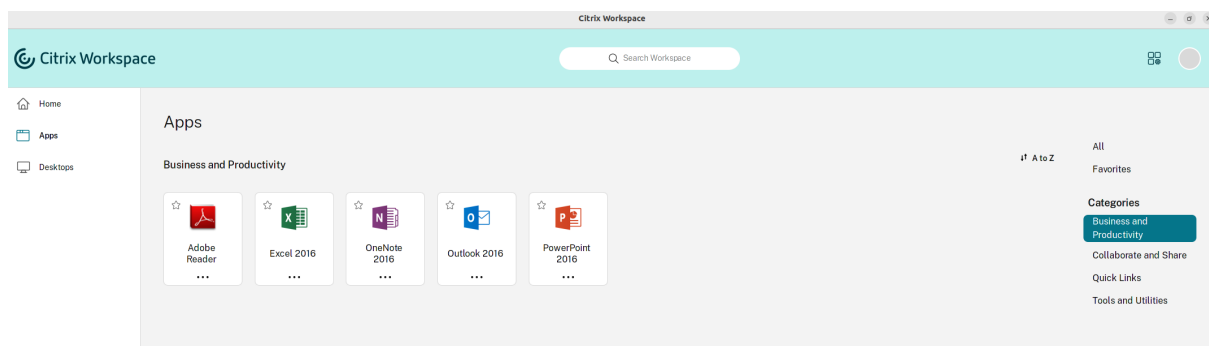 Citrix Workspace
Citrix Workspace
Search Workspace
Home
Apps
Desktops
Apps
Business and Productivity
A to Z
Adobe
Reader
Excel 2016
OneNote
2016
Outlook 2016
PowerPoint
2016
All
Favorites
Categories
Business and
Productivity
Collaborate and Share
Quick Links
Tools and Utilities